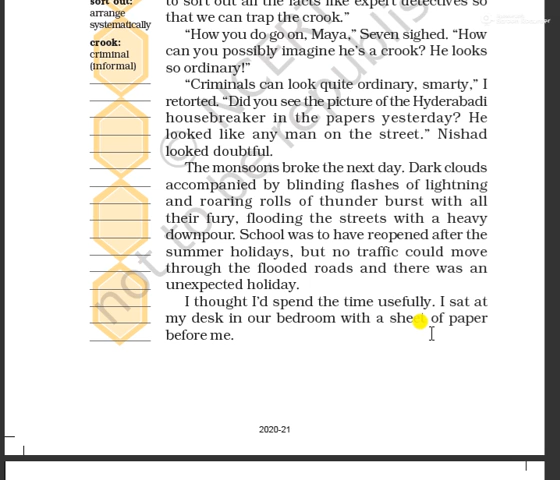 sort out:
arrange
systematically
crook:
criminal
(informal)
to sort out all the facts like expert detectives so
that we can trap the crook.”
“How you do go on, Maya,” Seven sighed. “How
can you possibly imagine he’s a crook? He looks
so ordinary!”
“Criminals can look quite ordinary, smarty,” I
retorted. “Did you see the picture of the Hyderabadi
housebreaker in the papers yesterday? He
looked like any man on the street.” Nishad
looked doubtful.
The monsoons broke the next day. Dark clouds
accompanied by blinding flashes of lightning
and roaring rolls of thunder burst with all
their fury, flooding the streets with a heavy
downpour. School was to have reopened after the
summer holidays, but no traffic could move
through the flooded roads and there was an
unexpected holiday.
I thought I’d spend the time usefully. I sat at
my desk in our bedroom with a sheet of paper
before me.
2020-21
© NCERT
not to be republis